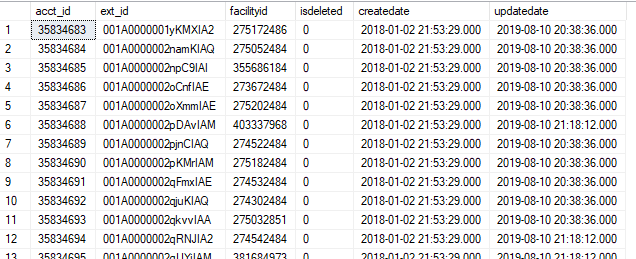 acct_id ext_id facilityid isdeleted createdate updatedate
1 35834683 001A0000001yKMXIA2 275172486 0 2018-01-02 21:53:29.000 2019-08-10 20:38:36.000
2 35834684 001A0000002namKIAQ 275052484 0 2018-01-02 21:53:29.000 2019-08-10 20:38:36.000
3 35834685 001A0000002npC9IAI 355686184 0 2018-01-02 21:53:29.000 2019-08-10 20:38:36.000
4 35834686 001A0000002oCnfIAE 273672484 0 2018-01-02 21:53:29.000 2019-08-10 20:38:36.000
5 35834687 001A0000002oXmmIAE 275202484 0 2018-01-02 21:53:29.000 2019-08-10 20:38:36.000
6 35834688 001A0000002pDAvIAM 403337968 0 2018-01-02 21:53:29.000 2019-08-10 21:18:12.000
7 35834689 001A0000002pjnCIAQ 274522484 0 2018-01-02 21:53:29.000 2019-08-10 20:38:36.000
8 35834690 001A0000002pKMrIAM 275182484 0 2018-01-02 21:53:29.000 2019-08-10 20:38:36.000
9 35834691 001A0000002qFmxIAE 274532484 0 2018-01-02 21:53:29.000 2019-08-10 20:38:36.000
10 35834692 001A0000002qjuKIAQ 274302484 0 2018-01-02 21:53:29.000 2019-08-10 20:38:36.000
11 35834693 001A0000002qkvvIAA 275032851 0 2018-01-02 21:53:29.000 2019-08-10 20:38:36.000
12 35834694 001A0000002qRNJIA2 274542484 0 2018-01-02 21:53:29.000 2019-08-10 21:18:12.000
13 35834695 001A0000002qUYiIAM 381684973 0 2018-01-02 21:53:29.000 2019-08-10 21:18:12.000